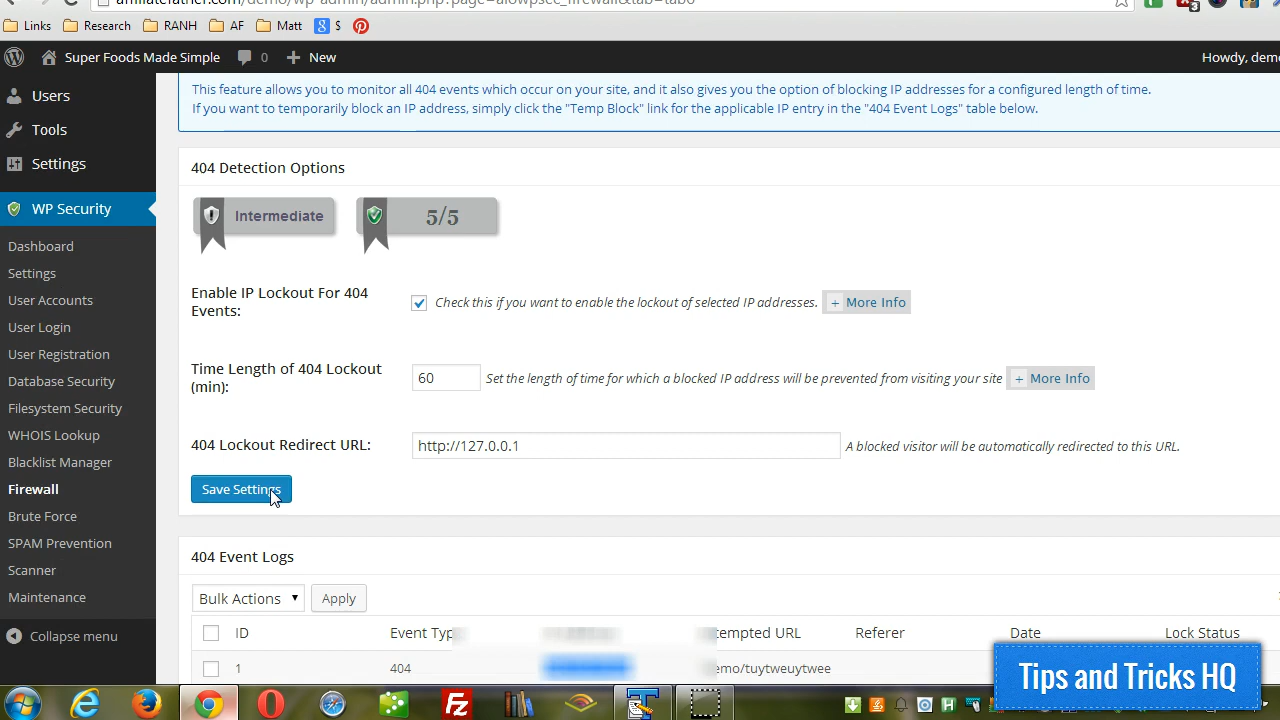 Links Research RANH AF Matt $
Super Foods Made Simple 0 New Howdy, demo
Users
Tools
Settings
WP Security
Dashboard
Settings
User Accounts
User Login
User Registration
Database Security
Filesystem Security
WHOIS Lookup
Blacklist Manager
Firewall
Brute Force
SPAM Prevention
Scanner
Maintenance
Collapse menu
This feature allows you to monitor all 404 events which occur on your site, and it also gives you the option of blocking IP addresses for a configured length of time.
If you want to temporarily block an IP address, simply click the "Temp Block" link for the applicable IP entry in the "404 Event Logs" table below.
404 Detection Options
Intermediate 5/5
Enable IP Lockout For 404
Events:
Check this if you want to enable the lockout of selected IP addresses. + More Info
Time Length of 404 Lockout
(min):
60 Set the length of time for which a blocked IP address will be prevented from visiting your site + More Info
404 Lockout Redirect URL: http://127.0.0.1 A blocked visitor will be automatically redirected to this URL.
Save Settings
404 Event Logs
Bulk Actions Apply
ID Event Typ tempted URL Referer Date Lock Status
1 404 demo/tuytweuytwee
Tips and Tricks HQ